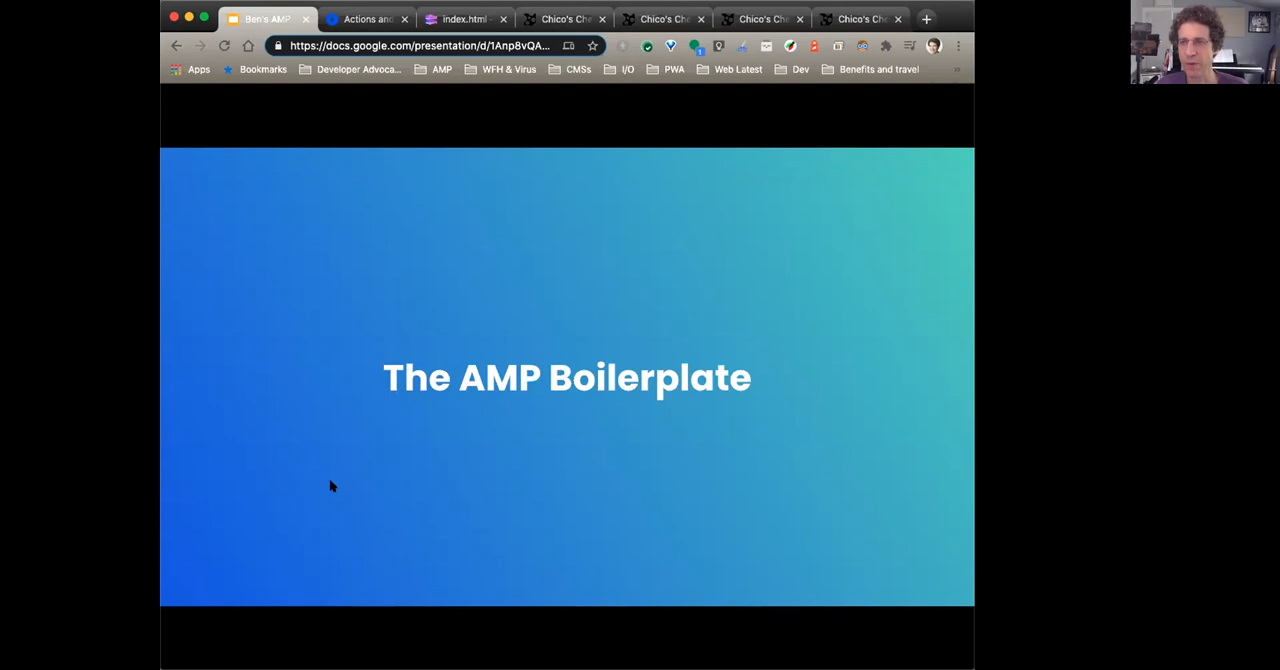 Ben's AMP
Actions and
index.html -
Chico's Che
Chico's Che
Chico's Che
Chico's Che
https://docs.google.com/presentation/d/1Anp8vQA...
Apps
Bookmarks
Developer Advoca...
AMP
WFH & Virus
CMSs
I/O
PWA
Web Latest
Dev
Benefits and travel
»
The AMP Boilerplate